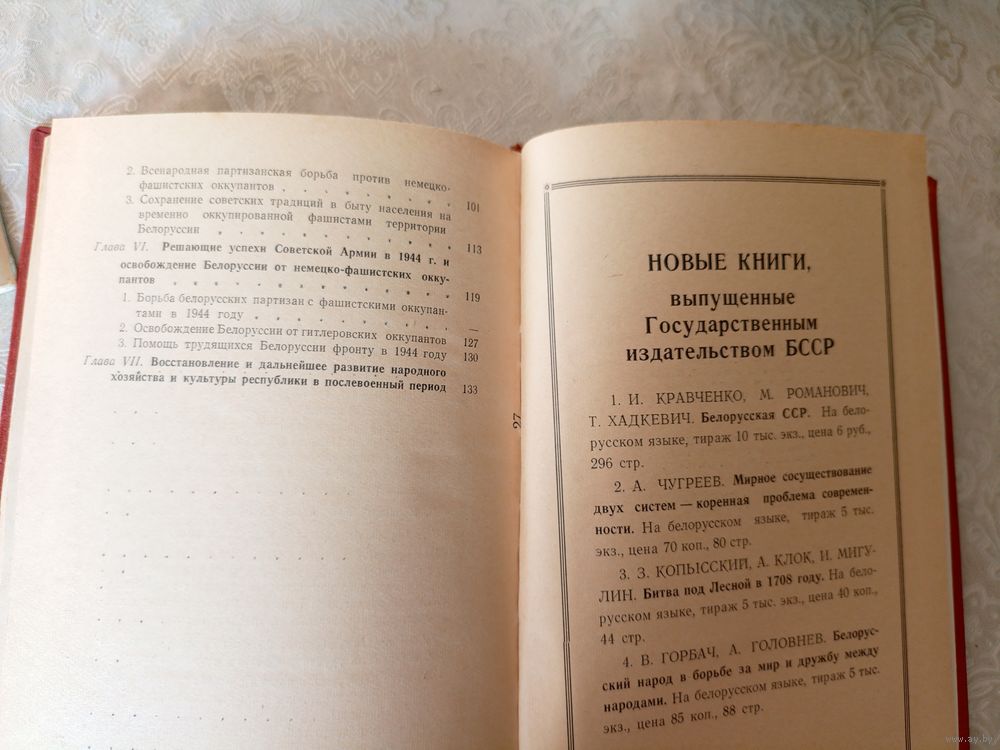 2. Всенародная партизанская борьба против немецко-
фашистских оккупантов . . . . . . . 101
3. Сохранение советских традиций в быту населения на
временно оккупированной фашистами территории
Белоруссии . . . . . . . . . . 113
Глава VI. Решающие успехи Советской Армии в 1944 г. и
освобождение Белоруссии от немецко-фашистских окку-
пантов . . . . . . . . . . . 119
1. Борьба белорусских партизан с фашистскими оккупан-
тами в 1944 году . . . . . . . . —
2. Освобождение Белоруссии от гитлеровских оккупантов 127
3. Помощь трудящихся Белоруссии фронту в 1944 году 130
Глава VII. Восстановление и дальнейшее развитие народного
хозяйства и культуры республики в послевоенный период 133
27
НОВЫЕ КНИГИ,
выпущенные
Государственным
издательством БССР
1. И. КРАВЧЕНКО, М. РОМАНОВИЧ,
Т. ХАДКЕВИЧ. Белорусская ССР. На бело-
русском языке, тираж 10 тыс. экз., цена 6 руб.,
296 стр.
2. А. ЧУГРЕЕВ. Мирное сосуществование
двух систем — коренная проблема современ-
ности. На белорусском языке, тираж 5 тыс.
экз., цена 70 коп., 80 стр.
3. З. КОПЫССКИЙ, А. КЛОК, И. МИГУ-
ЛИН. Битва под Лесной в 1708 году. На бело-
русском языке, тираж 5 тыс. экз., цена 40 коп.,
44 стр.
4. В. ГОРБАЧ, А. ГОЛОВНЕВ. Белорус-
ский народ в борьбе за мир и дружбу между
народами. На белорусском языке, тираж 5 тыс.
экз., цена 85 коп., 88 стр.
www.ay.by